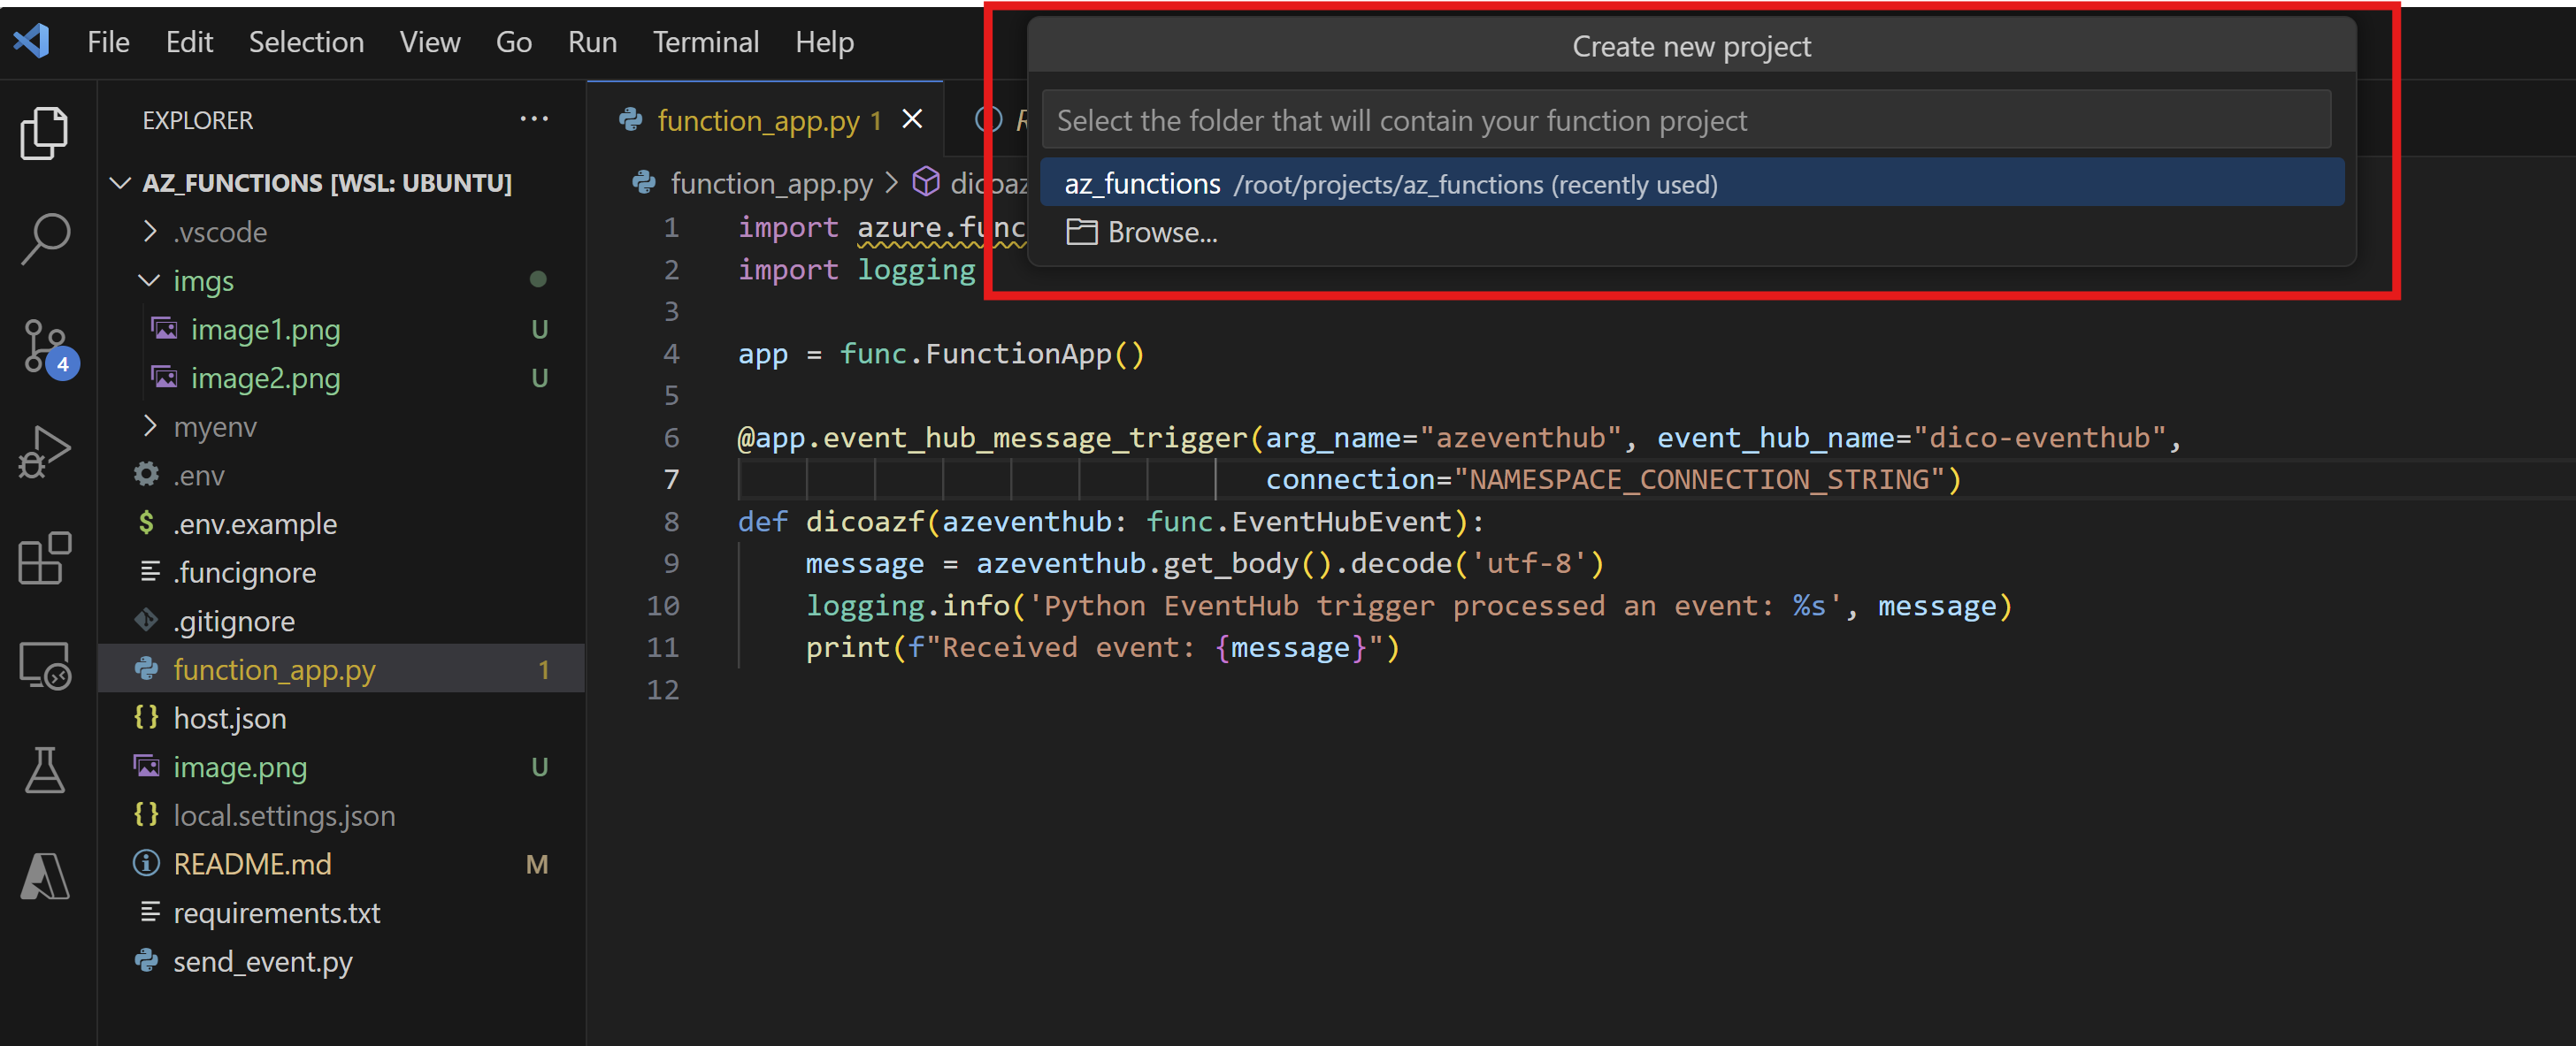 File Edit Selection View Go Run Terminal Help
Create new project
Select the folder that will contain your function project
az_functions /root/projects/az_functions (recently used)
Browse...
EXPLORER ...
AZ_FUNCTIONS [WSL: UBUNTU]
.vscode
imgs
image1.png U
image2.png U
myenv
.env
.env.example
.funcignore
.gitignore
function_app.py 1
host.json
image.png U
local.settings.json
README.md M
requirements.txt
send_event.py
4
function_app.py 1
R
function_app.py > dicoaz
1 import azure.func
2 import logging
3
4 app = func.FunctionApp()
5
6 @app.event_hub_message_trigger(arg_name="azeventhub", event_hub_name="dico-eventhub",
7 connection="NAMESPACE_CONNECTION_STRING")
8 def dicoazf(azeventhub: func.EventHubEvent):
9 message = azeventhub.get_body().decode('utf-8')
10 logging.info('Python EventHub trigger processed an event: %s', message)
11 print(f"Received event: {message}")
12